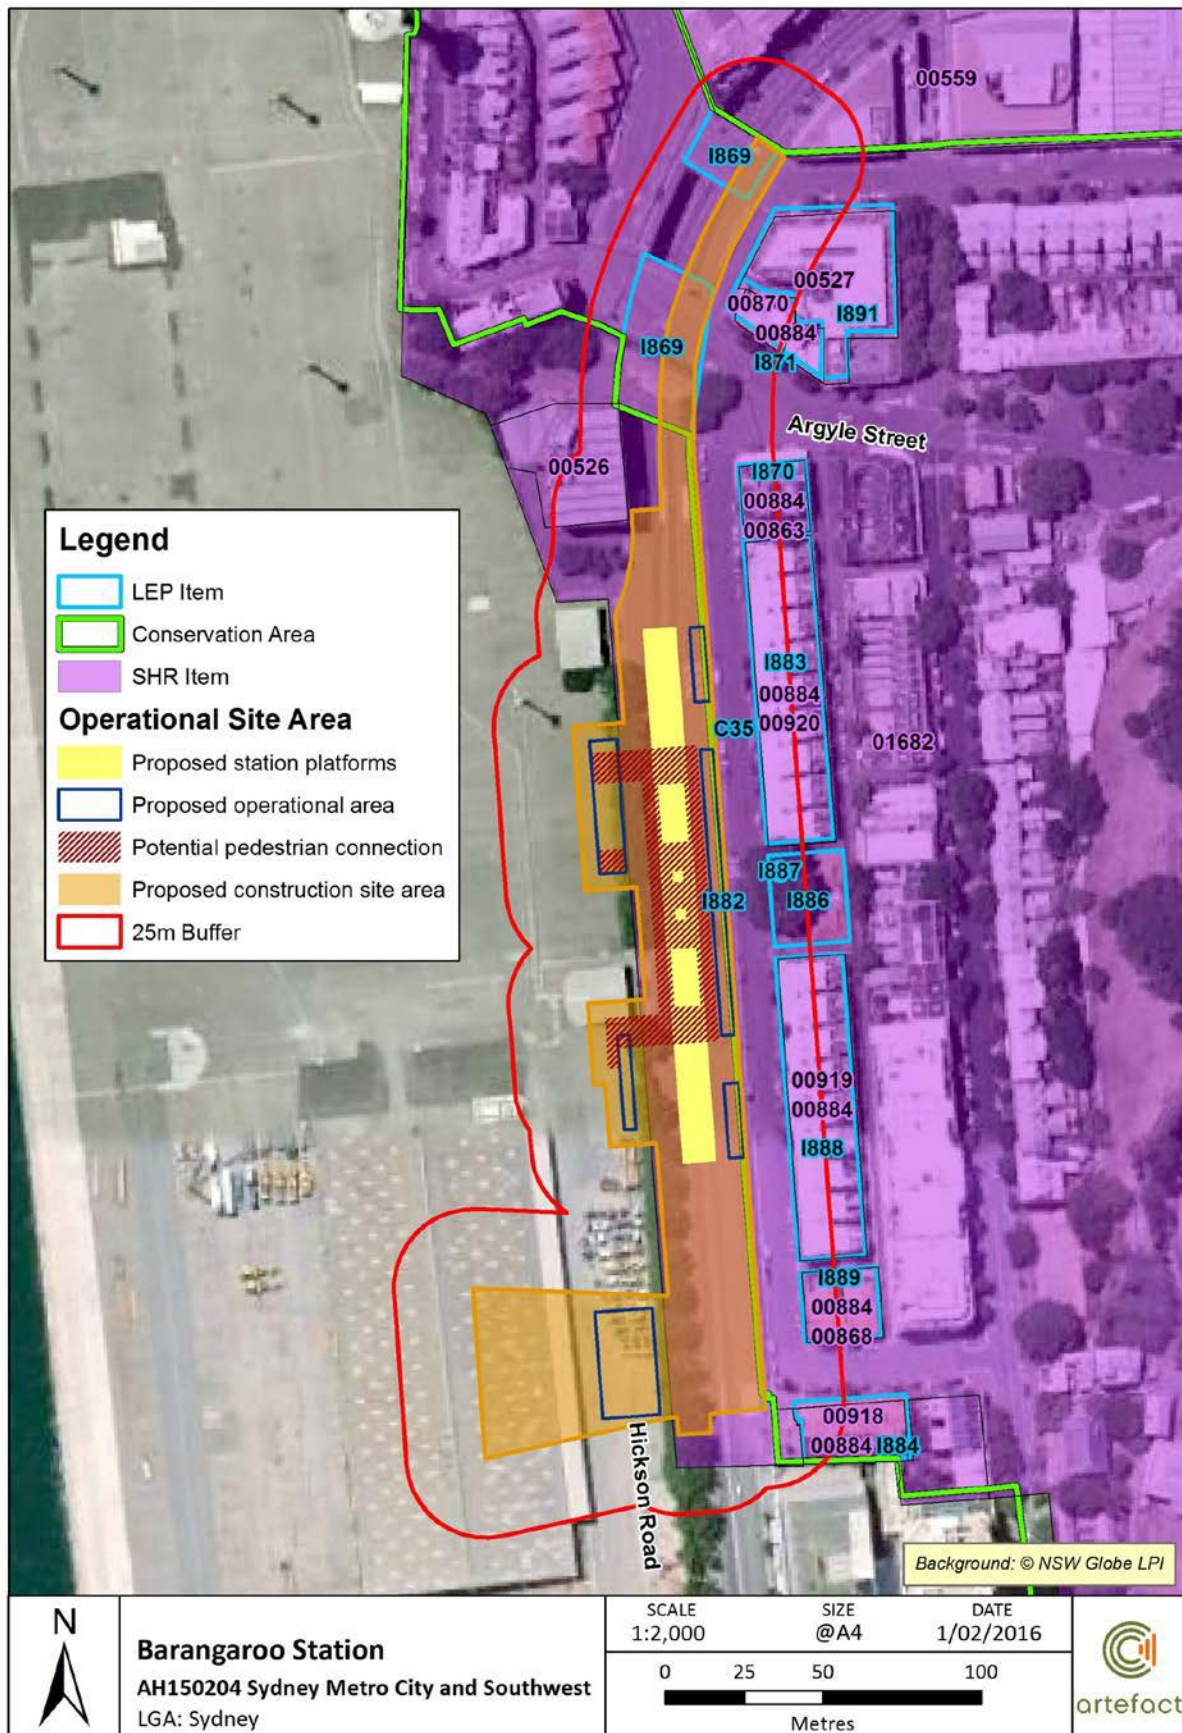 00559
I869
00527
00870
I891
00884
I869
I871
Argyle Street
00526
I870
00884
00863
I883
00884
00920
C35
01682
I887
I886
I882
00919
00884
I888
I889
00884
00868
00918
00884 I884
Hickson Road
Legend
LEP Item
Conservation Area
SHR Item
Operational Site Area
Proposed station platforms
Proposed operational area
Potential pedestrian connection
Proposed construction site area
25m Buffer
Background: © NSW Globe LPI
N
Barangaroo Station
AH150204 Sydney Metro City and Southwest
LGA: Sydney
SCALE SIZE DATE
1:2,000 @A4 1/02/2016
0 25 50 100
Metres
artefact